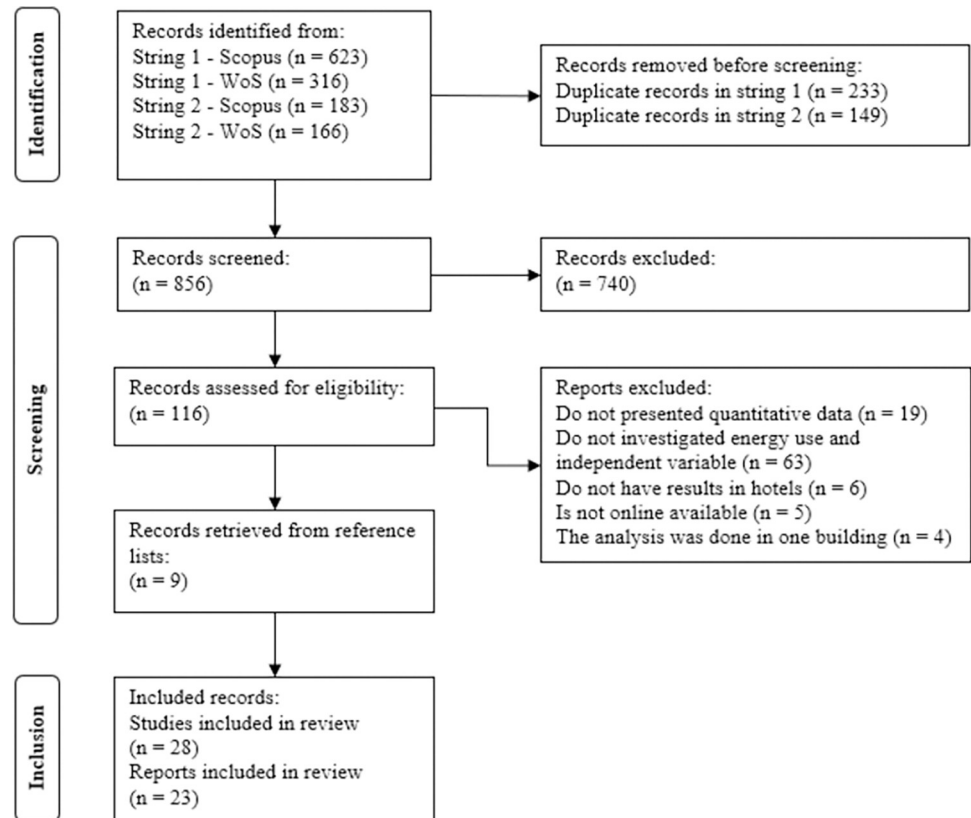 Identification
Records identified from:
String 1 - Scopus (n = 623)
String 1 - WoS (n = 316)
String 2 - Scopus (n = 183)
String 2 - WoS (n = 166)
Records removed before screening:
Duplicate records in string 1 (n = 233)
Duplicate records in string 2 (n = 149)
Screening
Records screened:
(n = 856)
Records excluded:
(n = 740)
Records assessed for eligibility:
(n = 116)
Reports excluded:
Do not presented quantitative data (n = 19)
Do not investigated energy use and
independent variable (n = 63)
Do not have results in hotels (n = 6)
Is not online available (n = 5)
The analysis was done in one building (n = 4)
Records retrieved from reference
lists:
(n = 9)
Inclusion
Included records:
Studies included in review
(n = 28)
Reports included in review
(n = 23)